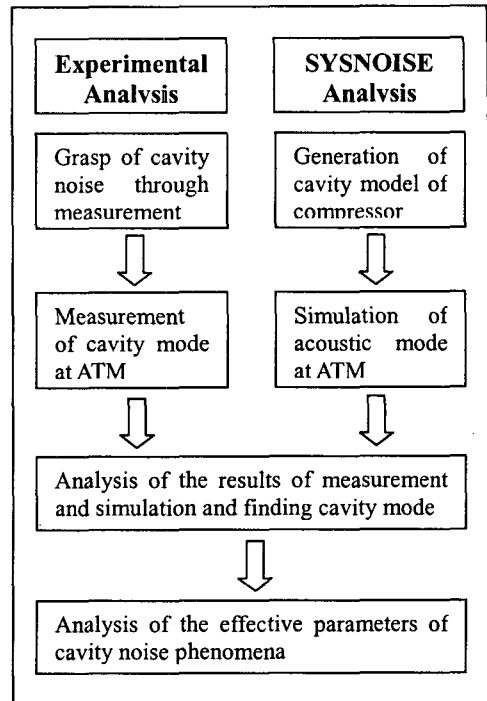 Experimental
Analysis
SYSNOISE
Analysis
Grasp of cavity
noise through
measurement
Generation of
cavity model of
compressor
Measurement
of cavity mode
at ATM
Simulation of
acoustic mode
at ATM
Analysis of the results of measurement
and simulation and finding cavity mode
Analysis of the effective parameters of
cavity noise phenomena